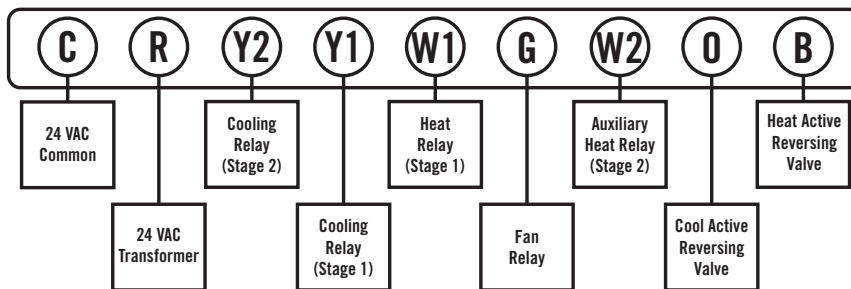 C R Y2 Y1 W1 G W2 O B
24 VAC
Common
Cooling
Relay
(Stage 2)
Heat
Relay
(Stage 1)
Auxiliary
Heat Relay
(Stage 2)
Heat Active
Reversing
Valve
24 VAC
Transformer
Cooling
Relay
(Stage 1)
Fan
Relay
Cool Active
Reversing
Valve